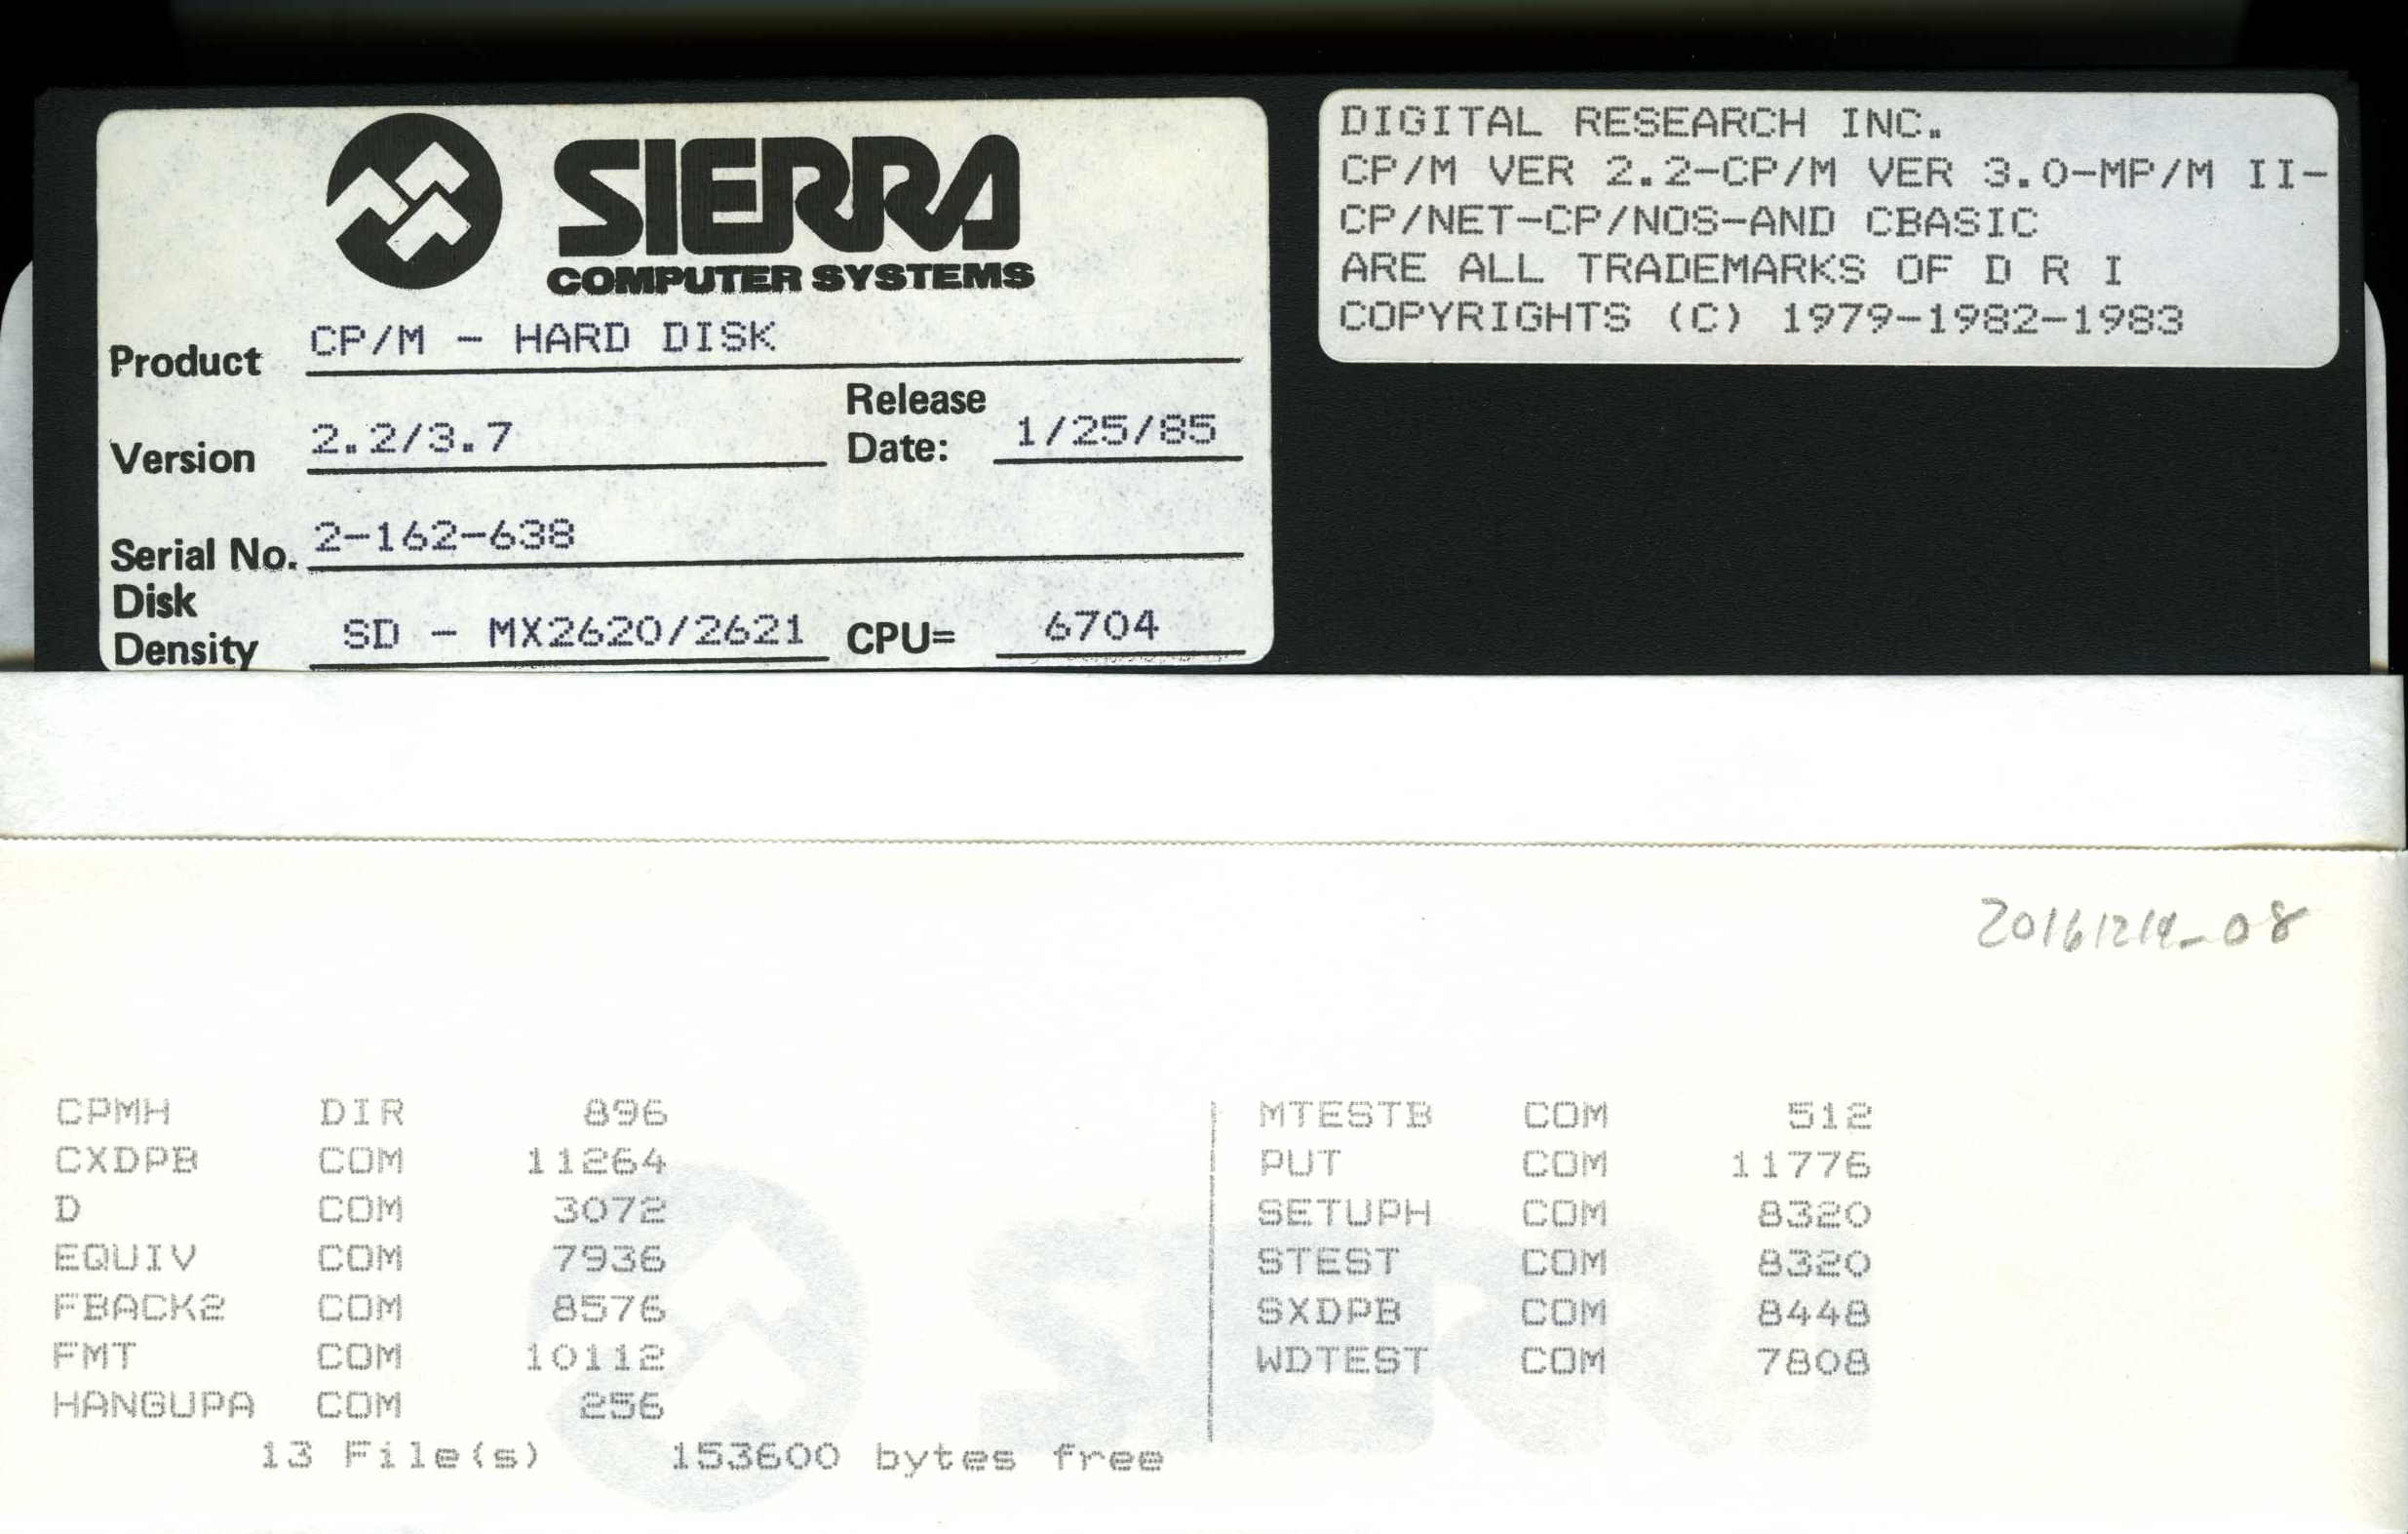 SIERRA
COMPUTER SYSTEMS
Product CP/M - HARD DISK
Version 2.2/3.7 Release Date: 1/25/85
Serial No. 2-162-638
Disk Density SD - MX2620/2621 CPU= 6704
DIGITAL RESEARCH INC.
CP/M VER 2.2-CP/M VER 3.0-MP/M II-
CP/NET-CP/NOS-AND CBASIC
ARE ALL TRADEMARKS OF D R I
COPYRIGHTS (C) 1979-1982-1983
20161214_08
CPMH DIR 896
CXDPB COM 11264
D COM 3072
EQUIV COM 7936
FBACK2 COM 8576
FMT COM 10112
HANGUPA COM 256
13 File(s) 153600 bytes free
MTESTB COM 512
PUT COM 11776
SETUPH COM 8320
STEST COM 8320
SXDPB COM 8448
WDTEST COM 7808